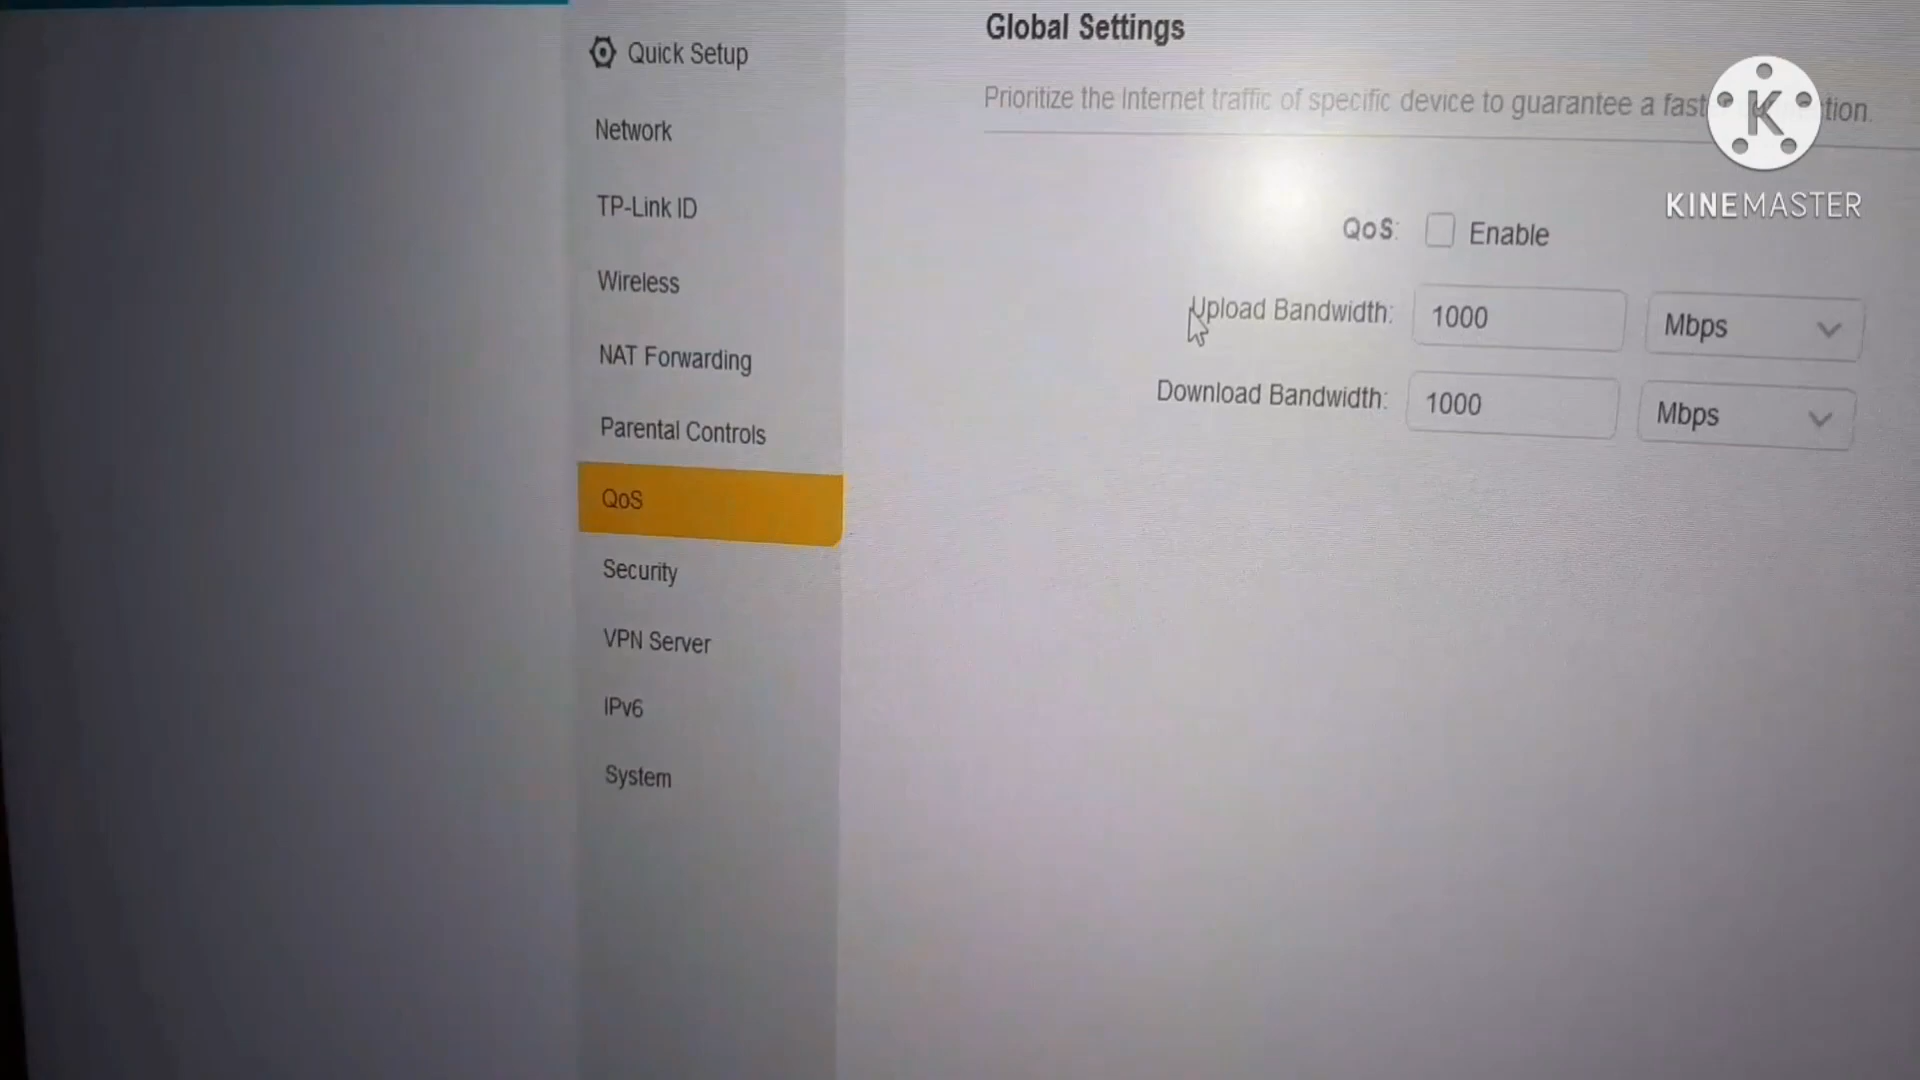 Quick Setup
Network
TP-Link ID
Wireless
NAT Forwarding
Parental Controls
QoS
Security
VPN Server
IPv6
System
Global Settings
Prioritize the Internet traffic of specific device to guarantee a fast
QoS: Enable
Upload Bandwidth: 1000 Mbps
Download Bandwidth: 1000 Mbps
K
KINEMASTER